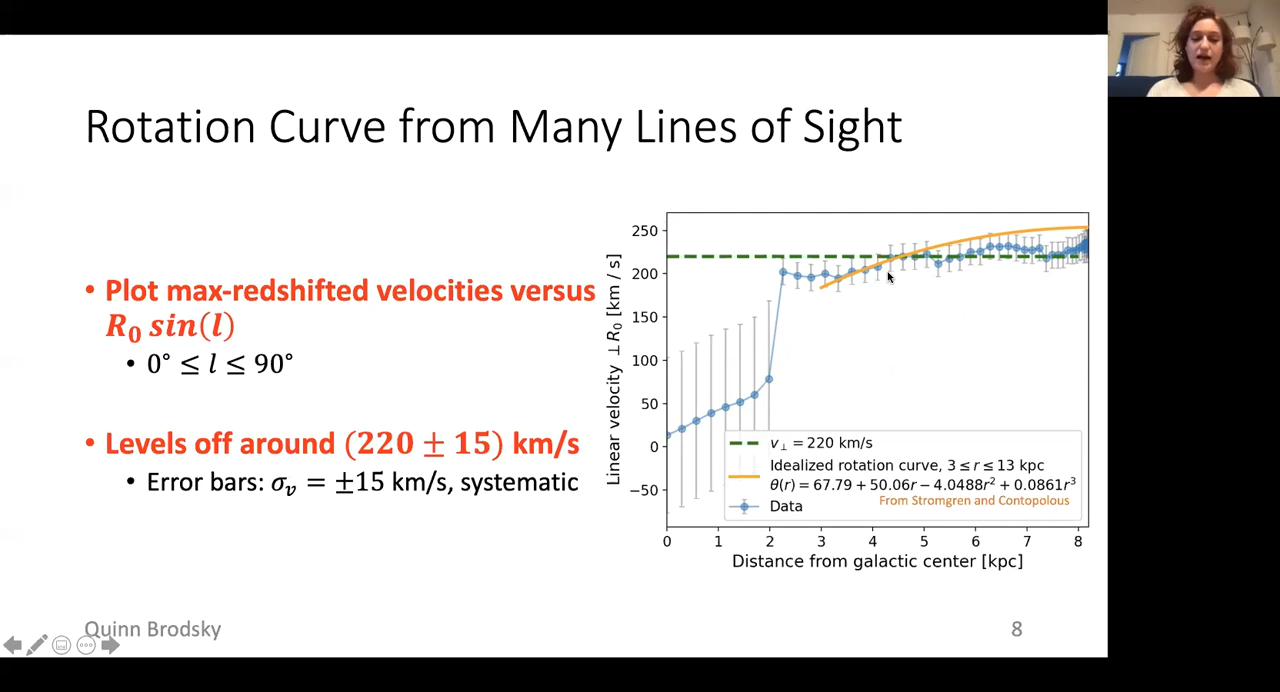 Rotation Curve from Many Lines of Sight
• Plot max-redshifted velocities versus
R₀ sin(l)
• 0° ≤ l ≤ 90°
• Levels off around (220 ± 15) km/s
• Error bars: σᵥ = ±15 km/s, systematic
Linear velocity ⊥ R₀ [km / s]
250
200
150
100
50
0
−50
v⊥ = 220 km/s
Idealized rotation curve, 3 ≤ r ≤ 13 kpc
θ(r) = 67.79 + 50.06r − 4.0488r² + 0.0861r³
From Stromgren and Contopolous
Data
0 1 2 3 4 5 6 7 8
Distance from galactic center [kpc]
Quinn Brodsky
8